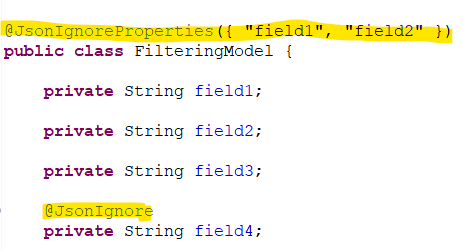 @JsonIgnoreProperties({ "field1", "field2" })
public class FilteringModel {
private String field1;
private String field2;
private String field3;
@JsonIgnore
private String field4;